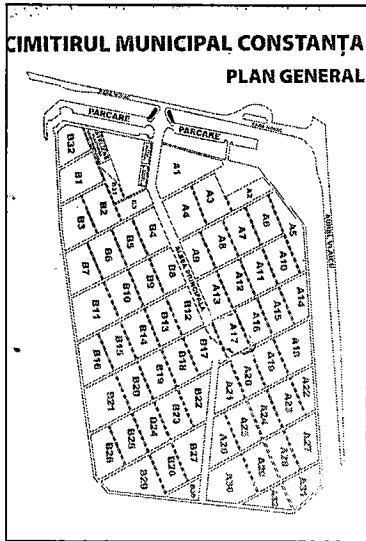 CIMITIRUL MUNICIPAL CONSTANȚA
PLAN GENERAL
PARCARE
PARCARE
B32
B1
B2
B3
B4
B5
B6
B7
B8
B9
B10
B11
B12
B13
B14
B15
B16
B17
B18
B19
B20
B21
B22
B23
B24
B25
B26
B27
B28
B29
A1
A3
A4
A5
A6
A7
A8
A9
A10
A11
A12
A13
A14
A15
A16
A17
A18
A19
A20
A21
A22
A23
A24
A25
A27
A28
A29
A30
A31
ALEEA PRINCIPALA